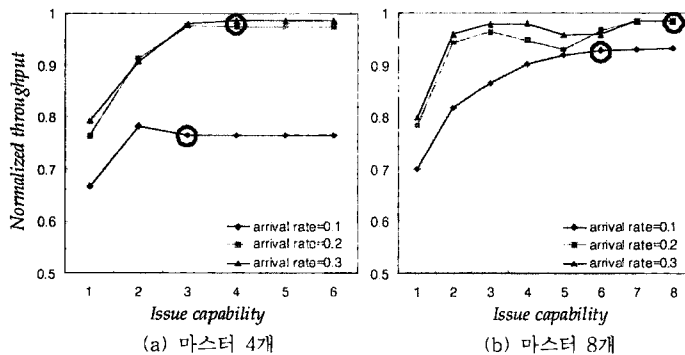 Normalized throughput
1
0.9
0.8
0.7
0.6
0.5
1 2 3 4 5 6
Issue capability
arrival rate=0.1
arrival rate=0.2
arrival rate=0.3
(a) 마스터 4개
1
0.9
0.8
0.7
0.6
0.5
1 2 3 4 5 6 7 8
Issue capability
arrival rate=0.1
arrival rate=0.2
arrival rate=0.3
(b) 마스터 8개